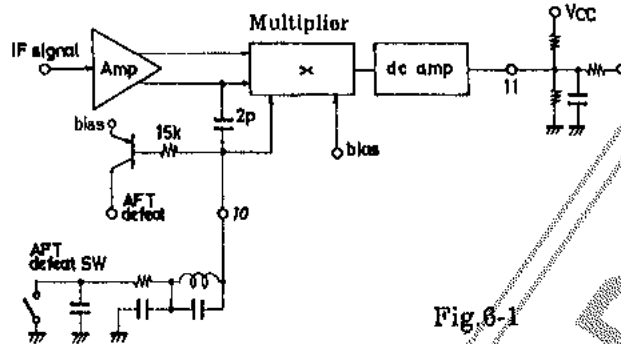 Multiplier
Vcc
IF signal
Amp
×
dc amp
11
2p
bias
15k
bias
AFT
defeat
10
AFT
defeat SW
Fig.6-1